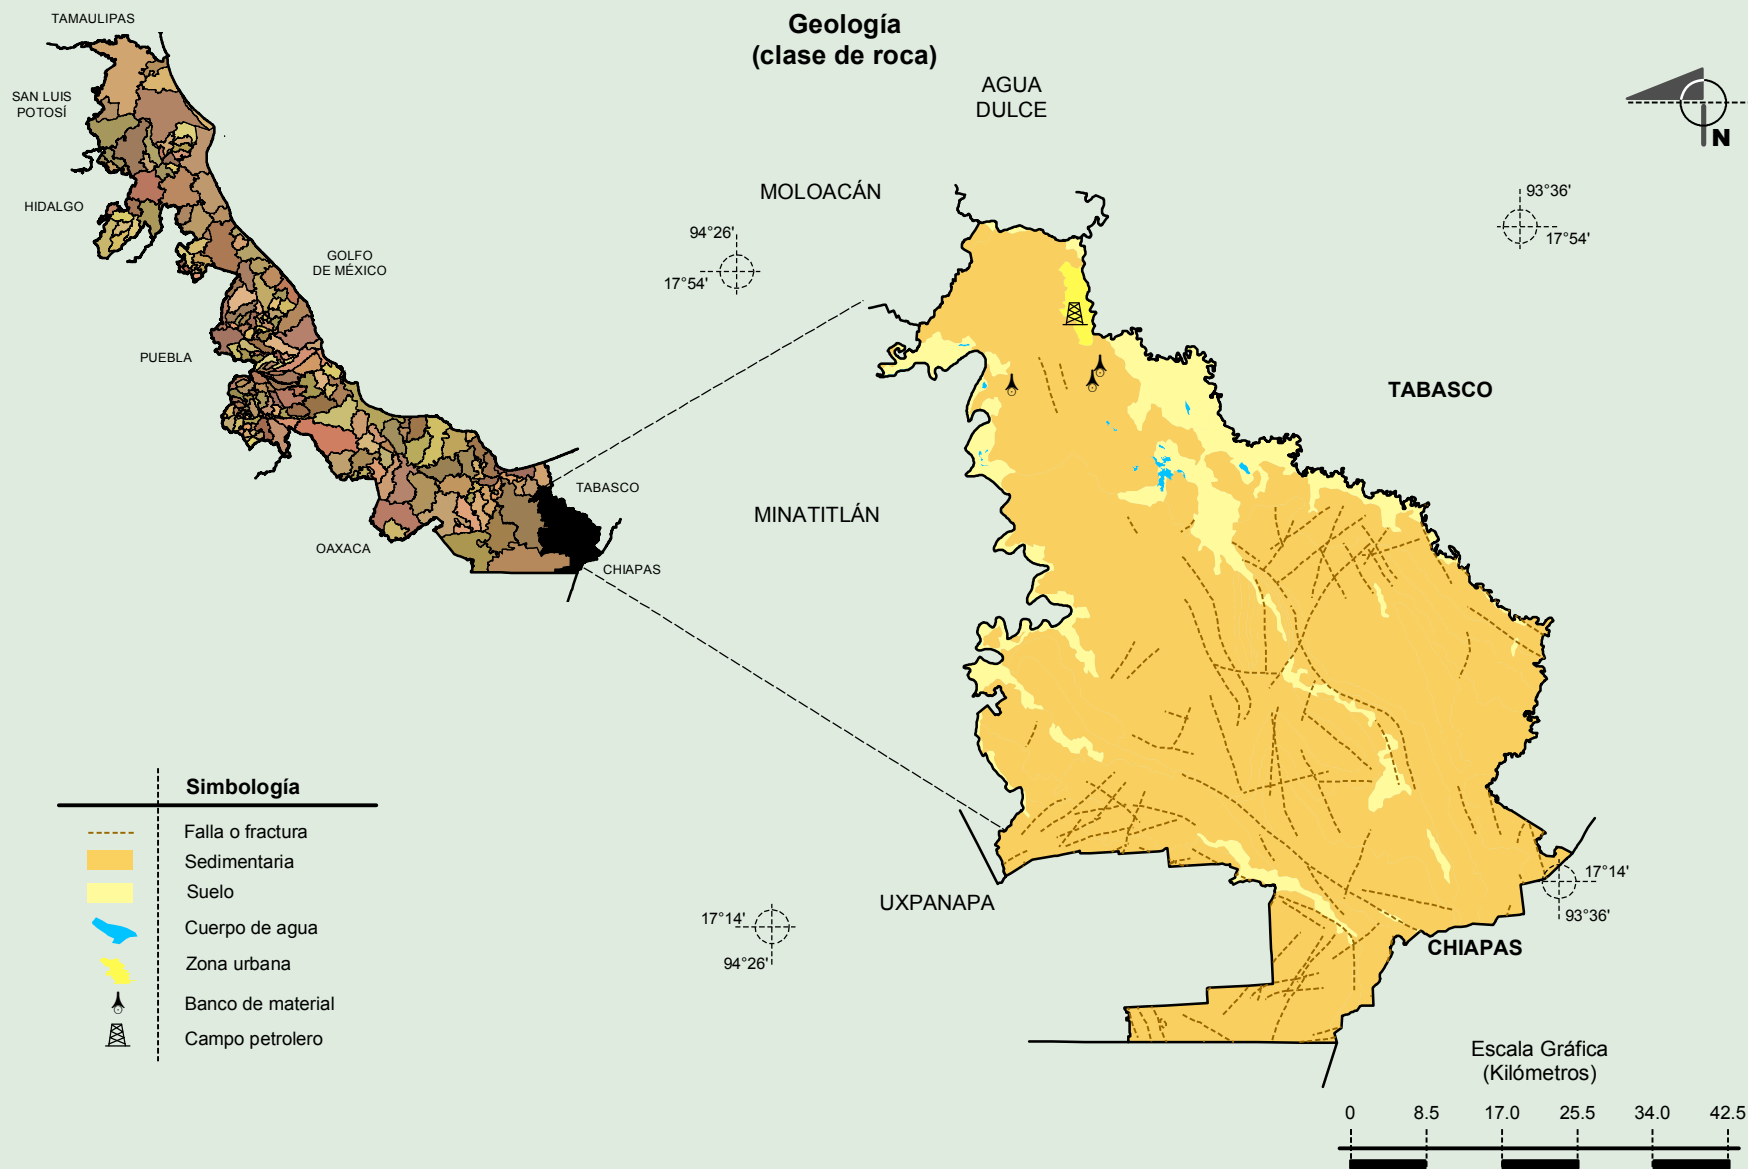 Geología
(clase de roca)
TAMAULIPAS
SAN LUIS
POTOSÍ
HIDALGO
GOLFO
DE MÉXICO
PUEBLA
OAXACA
TABASCO
CHIAPAS
AGUA
DULCE
MOLOACÁN
MINATITLÁN
UXPANAPA
TABASCO
CHIAPAS
N
94°26'
17°54'
93°36'
17°54'
17°14'
94°26'
17°14'
93°36'
Simbología
Falla o fractura
Sedimentaria
Suelo
Cuerpo de agua
Zona urbana
Banco de material
Campo petrolero
Escala Gráfica
(Kilómetros)
0 8.5 17.0 25.5 34.0 42.5